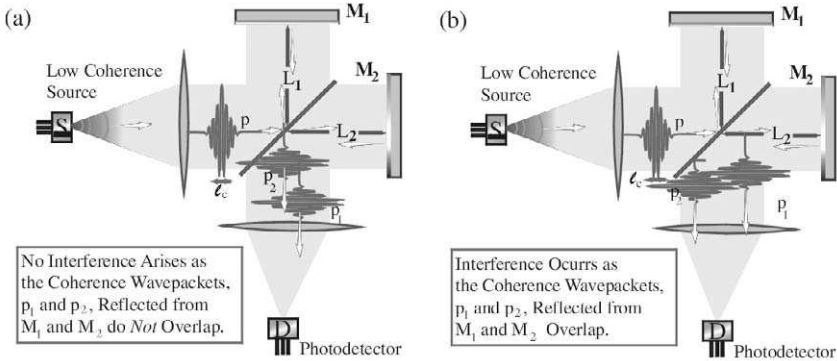 (a)
M₁
Low Coherence
Source
S
L₁
M₂
p
L₂
ℓc
p₂
p₁
No Interference Arises as
the Coherence Wavepackets,
p₁ and p₂, Reflected from
M₁ and M₂ do Not Overlap.
D
Photodetector
(b)
M₁
Low Coherence
Source
S
L₁
M₂
p
L₂
ℓc
p₂
p₁
Interference Ocurrs as
the Coherence Wavepackets,
p₁ and p₂, Reflected from
M₁ and M₂ Overlap.
D
Photodetector